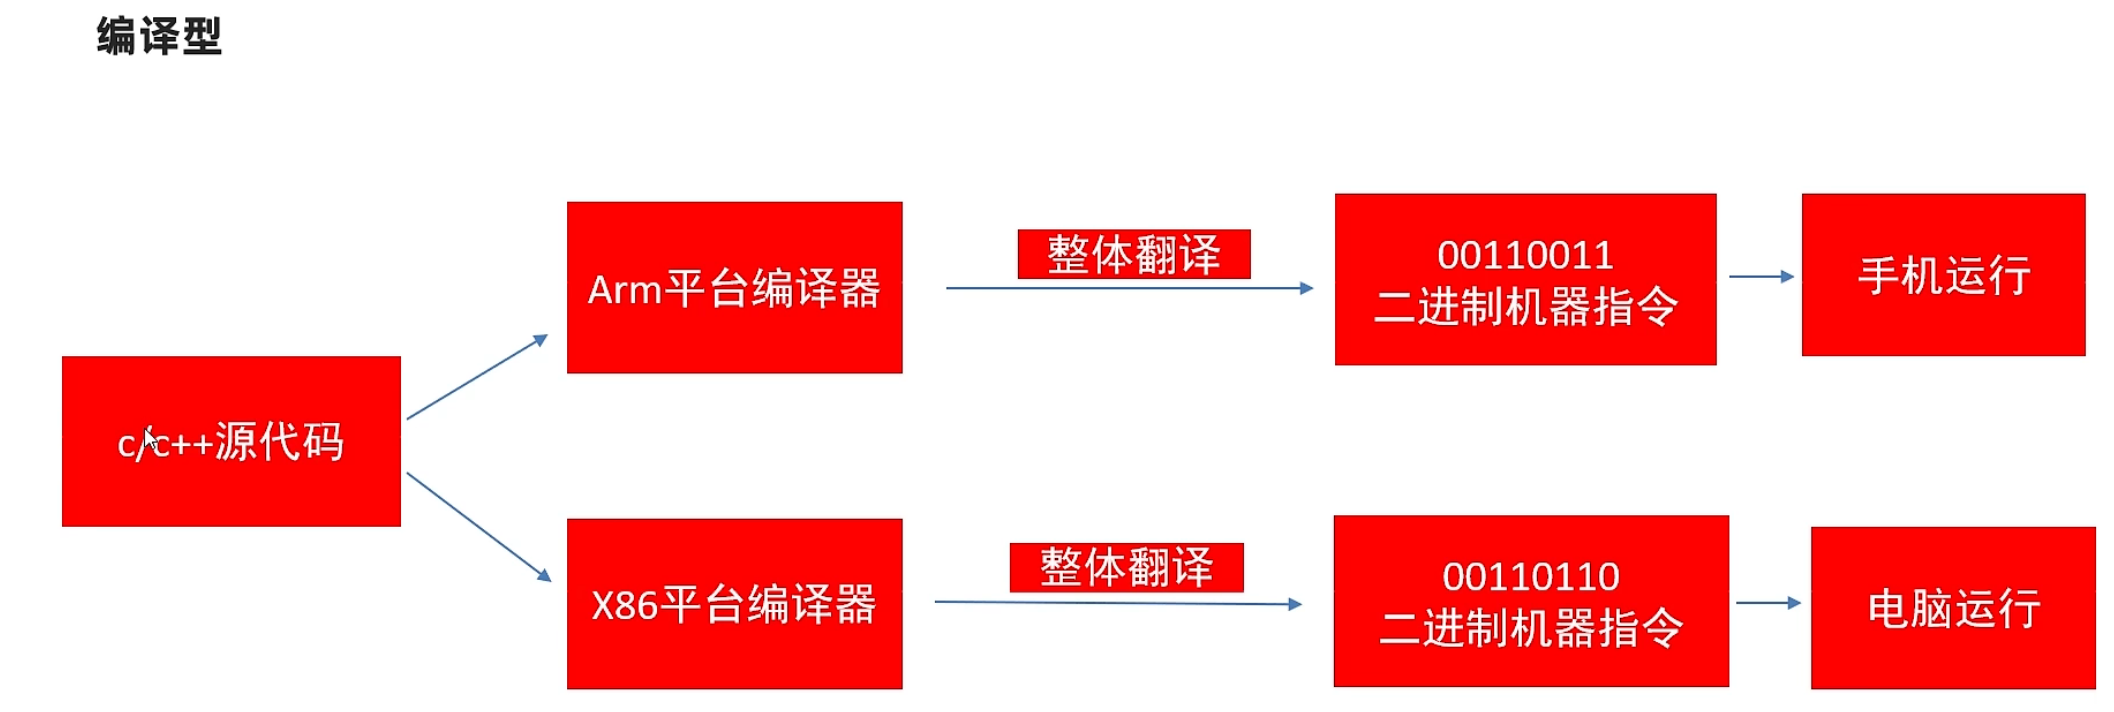 编译型
c/c++源代码
Arm平台编译器
整体翻译
00110011
二进制机器指令
手机运行
X86平台编译器
整体翻译
00110110
二进制机器指令
电脑运行